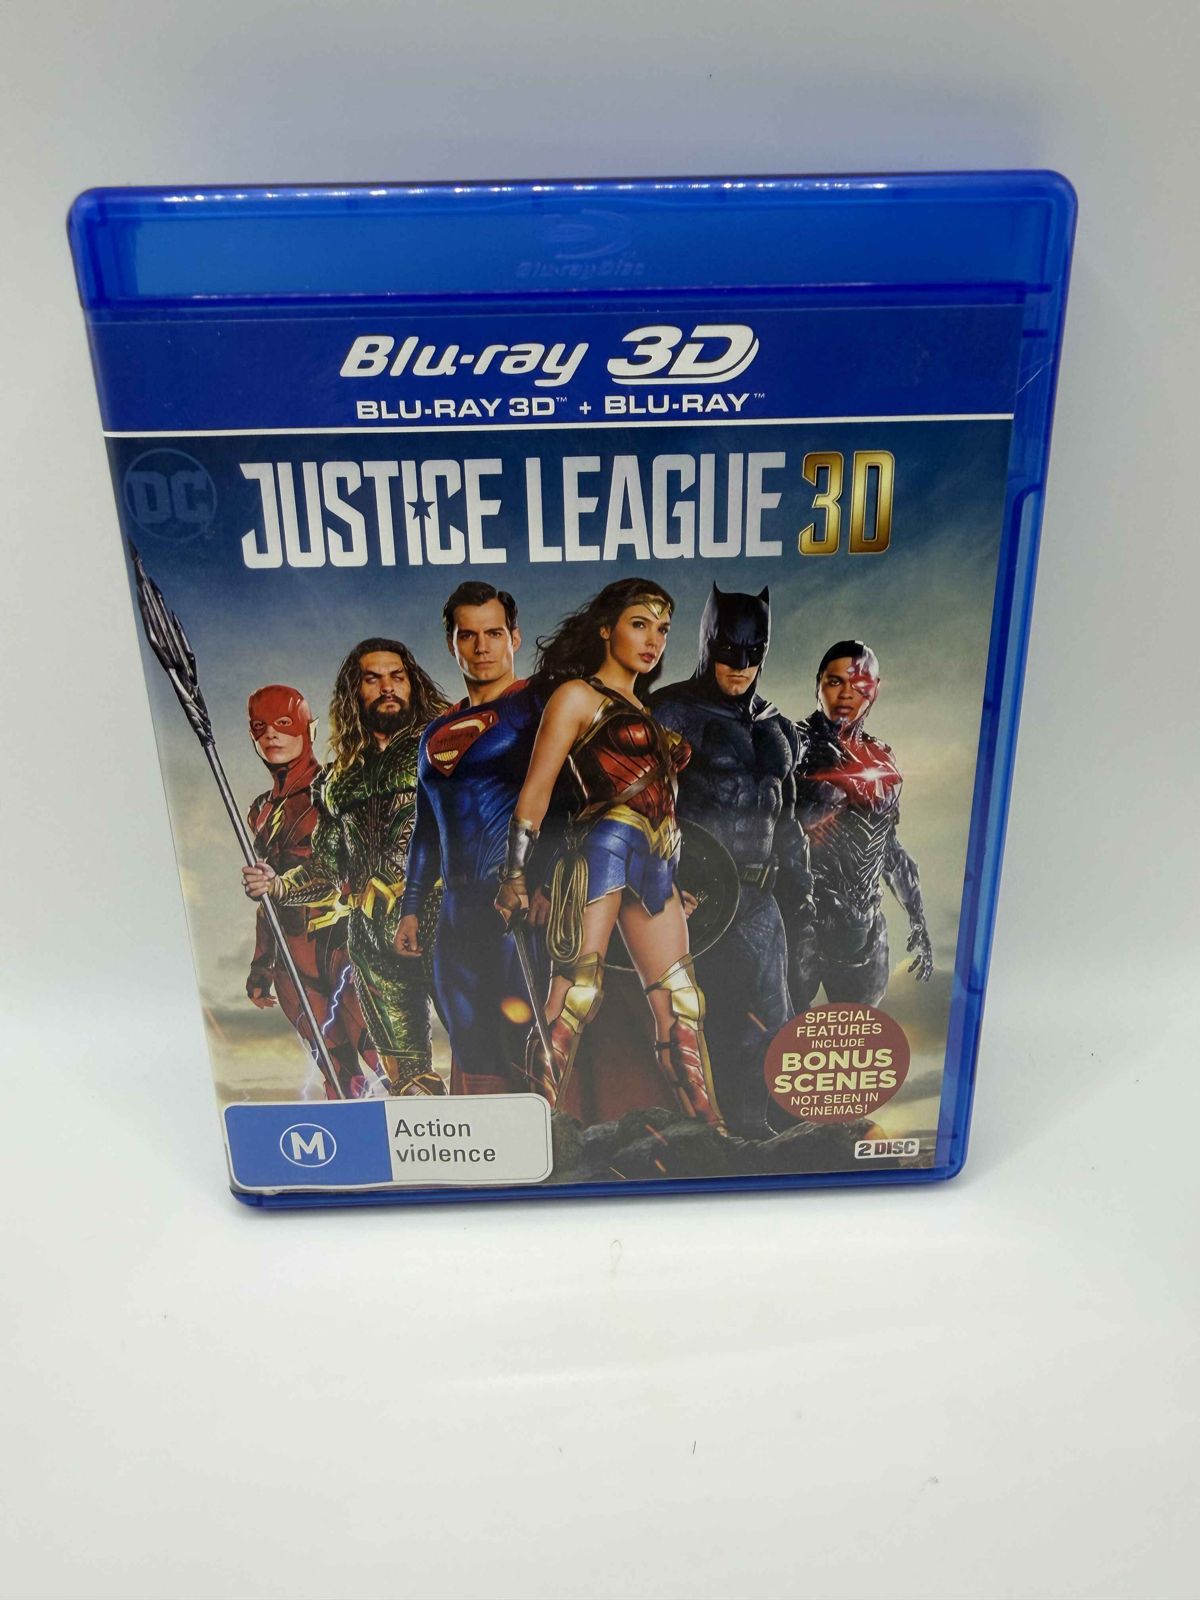 Blu-ray Disc
Blu-ray 3D
BLU-RAY 3D™ + BLU-RAY™
DC
JUSTICE LEAGUE 3D
SPECIAL
FEATURES
INCLUDE
BONUS
SCENES
NOT SEEN IN
CINEMAS!
M
Action
violence
2 DISC